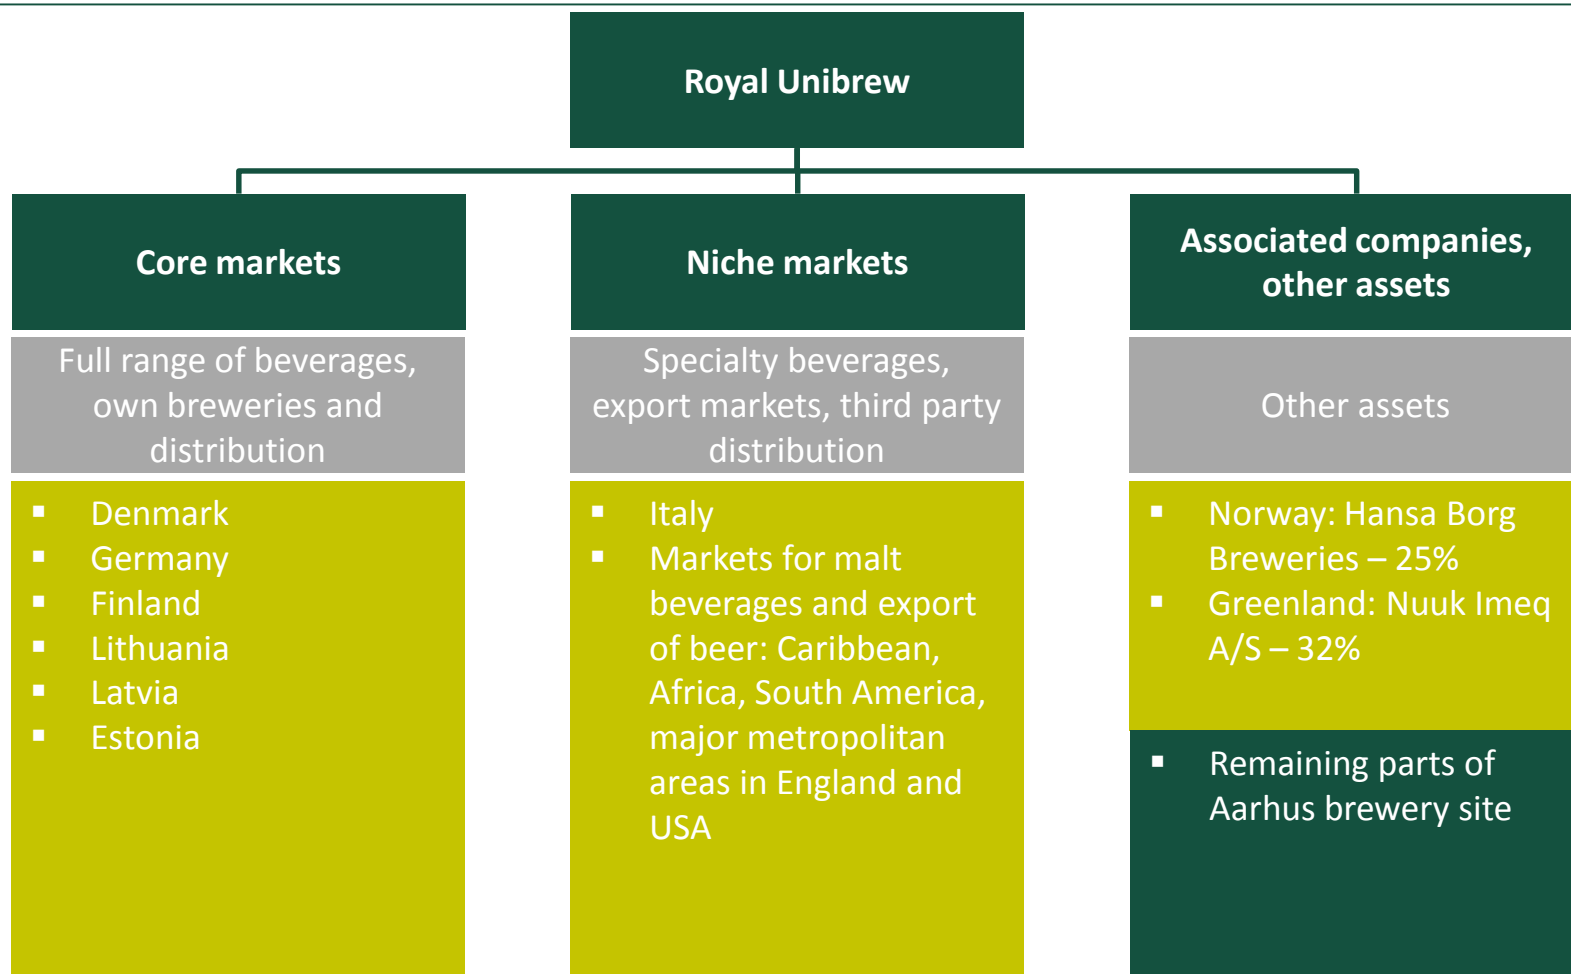 Royal Unibrew
Core markets
Full range of beverages,
own breweries and
distribution
▪ Denmark
▪ Germany
▪ Finland
▪ Lithuania
▪ Latvia
▪ Estonia
Niche markets
Specialty beverages,
export markets, third party
distribution
▪ Italy
▪ Markets for malt
beverages and export
of beer: Caribbean,
Africa, South America,
major metropolitan
areas in England and
USA
Associated companies,
other assets
Other assets
▪ Norway: Hansa Borg
Breweries – 25%
▪ Greenland: Nuuk Imeq
A/S – 32%
▪ Remaining parts of
Aarhus brewery site